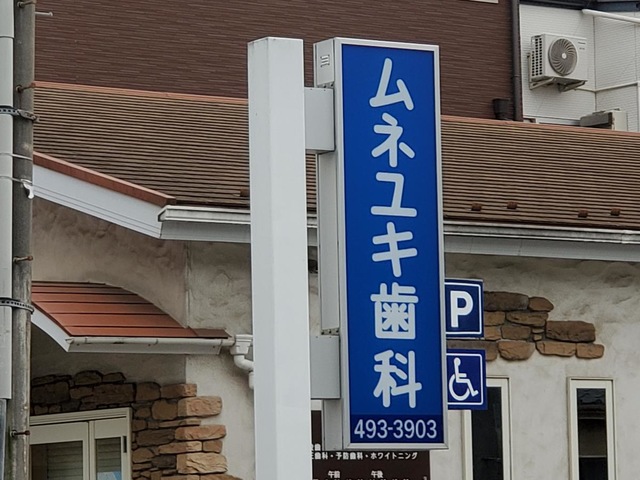 ムネユキ歯科
493-3903
P
歯科・予防歯科・ホワイトニング
午前 午後